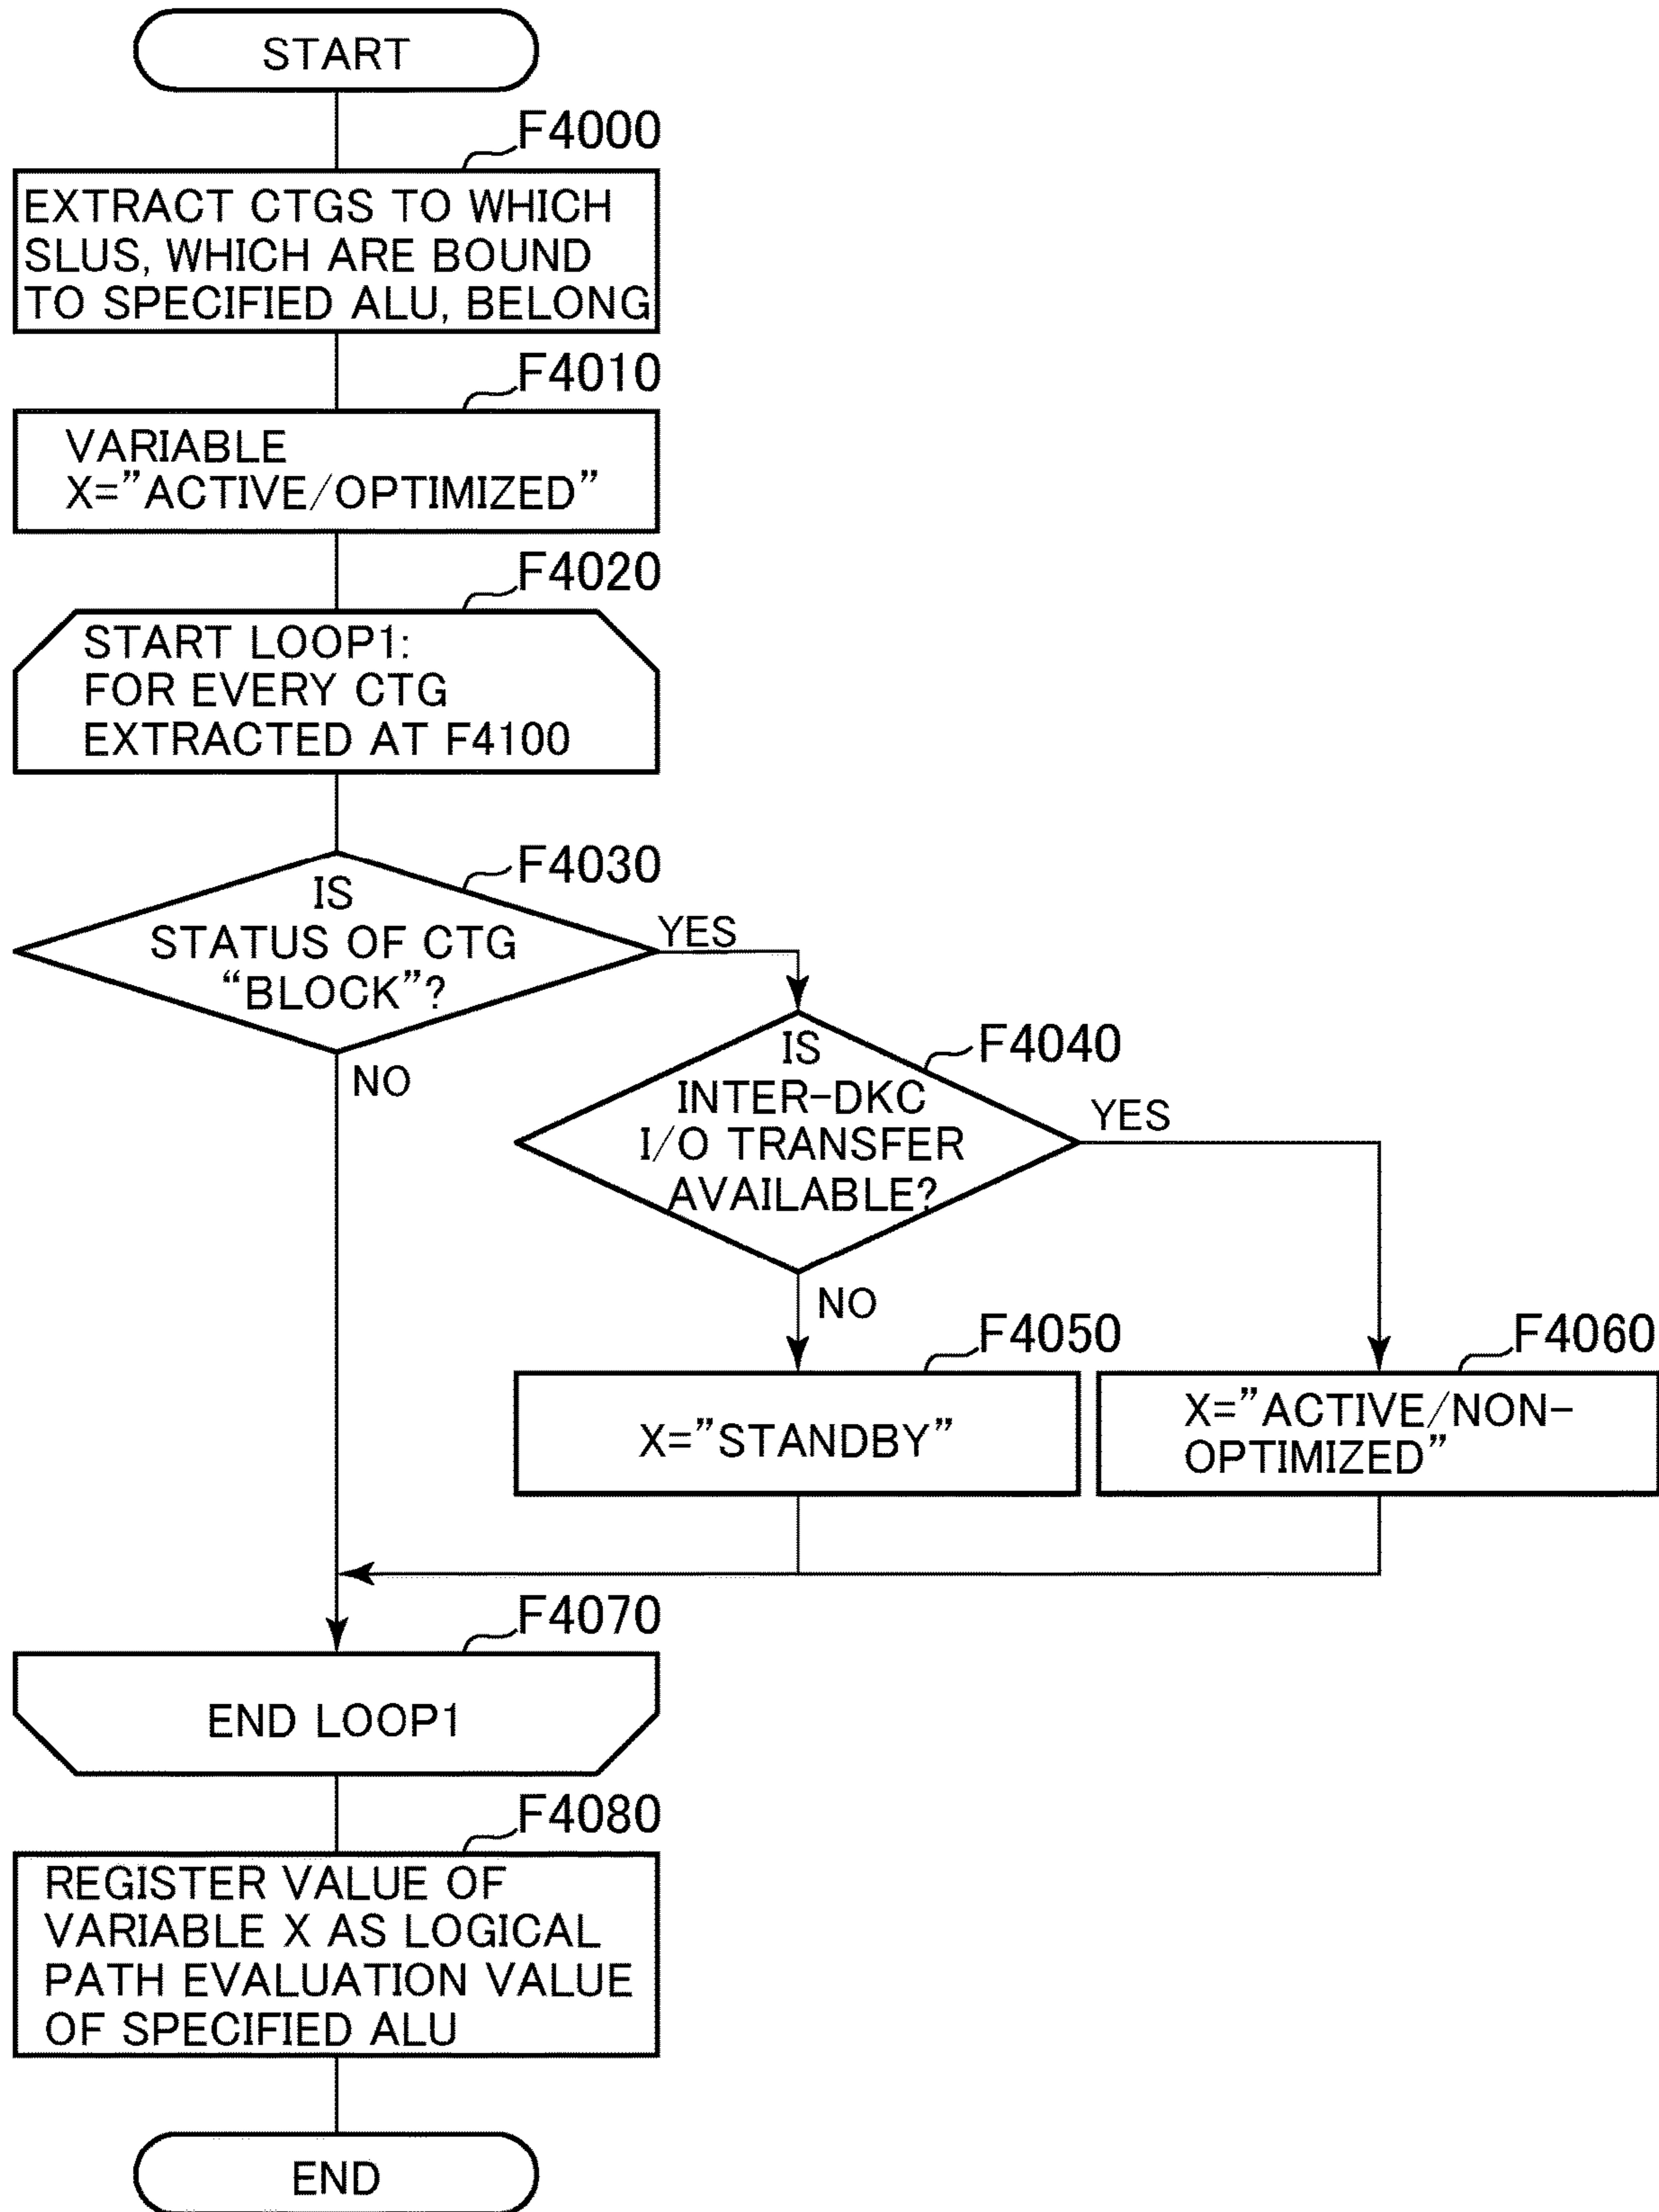 START
F4000
EXTRACT CTGS TO WHICH
SLUS, WHICH ARE BOUND
TO SPECIFIED ALU, BELONG
F4010
VARIABLE
X="ACTIVE/OPTIMIZED"
F4020
START LOOP1:
FOR EVERY CTG
EXTRACTED AT F4100
F4030
IS
STATUS OF CTG
“BLOCK”?
YES
NO
F4040
IS
INTER-DKC
I/O TRANSFER
AVAILABLE?
YES
NO
F4050
X="STANDBY"
F4060
X="ACTIVE/NON-
OPTIMIZED"
F4070
END LOOP1
F4080
REGISTER VALUE OF
VARIABLE X AS LOGICAL
PATH EVALUATION VALUE
OF SPECIFIED ALU
END